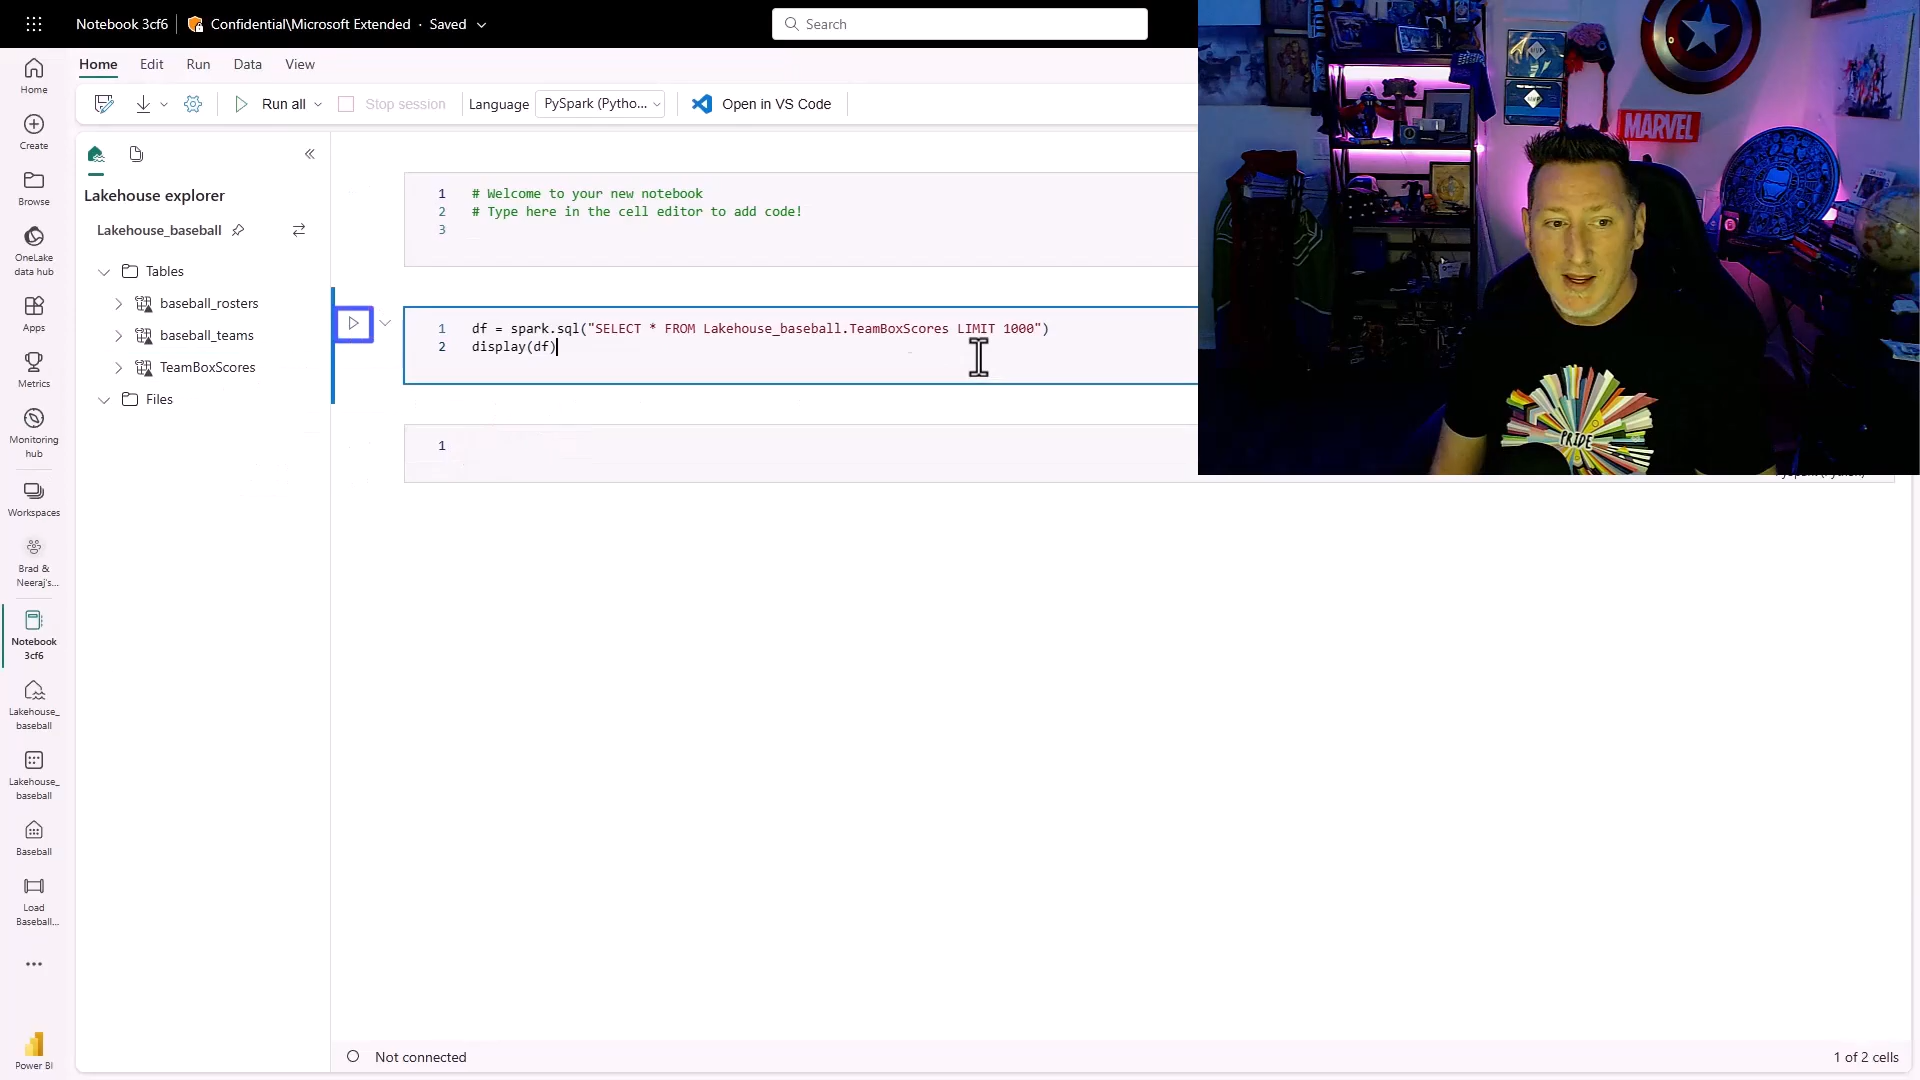 Notebook 3cf6
Confidential\Microsoft Extended · Saved
Search
Home Edit Run Data View
Run all Stop session Language PySpark (Pytho... Open in VS Code
Home
Create
Browse
OneLake
data hub
Apps
Metrics
Monitoring
hub
Workspaces
Brad &
Neeraj's...
Notebook
3cf6
Lakehouse_
baseball
Lakehouse_
baseball
Baseball
Load
Baseball...
Power BI
Lakehouse explorer
Lakehouse_baseball
Tables
baseball_rosters
baseball_teams
TeamBoxScores
Files
1 # Welcome to your new notebook
2 # Type here in the cell editor to add code!
3
1 df = spark.sql("SELECT * FROM Lakehouse_baseball.TeamBoxScores LIMIT 1000")
2 display(df)
1
Not connected
1 of 2 cells
MARVEL
PRIDE